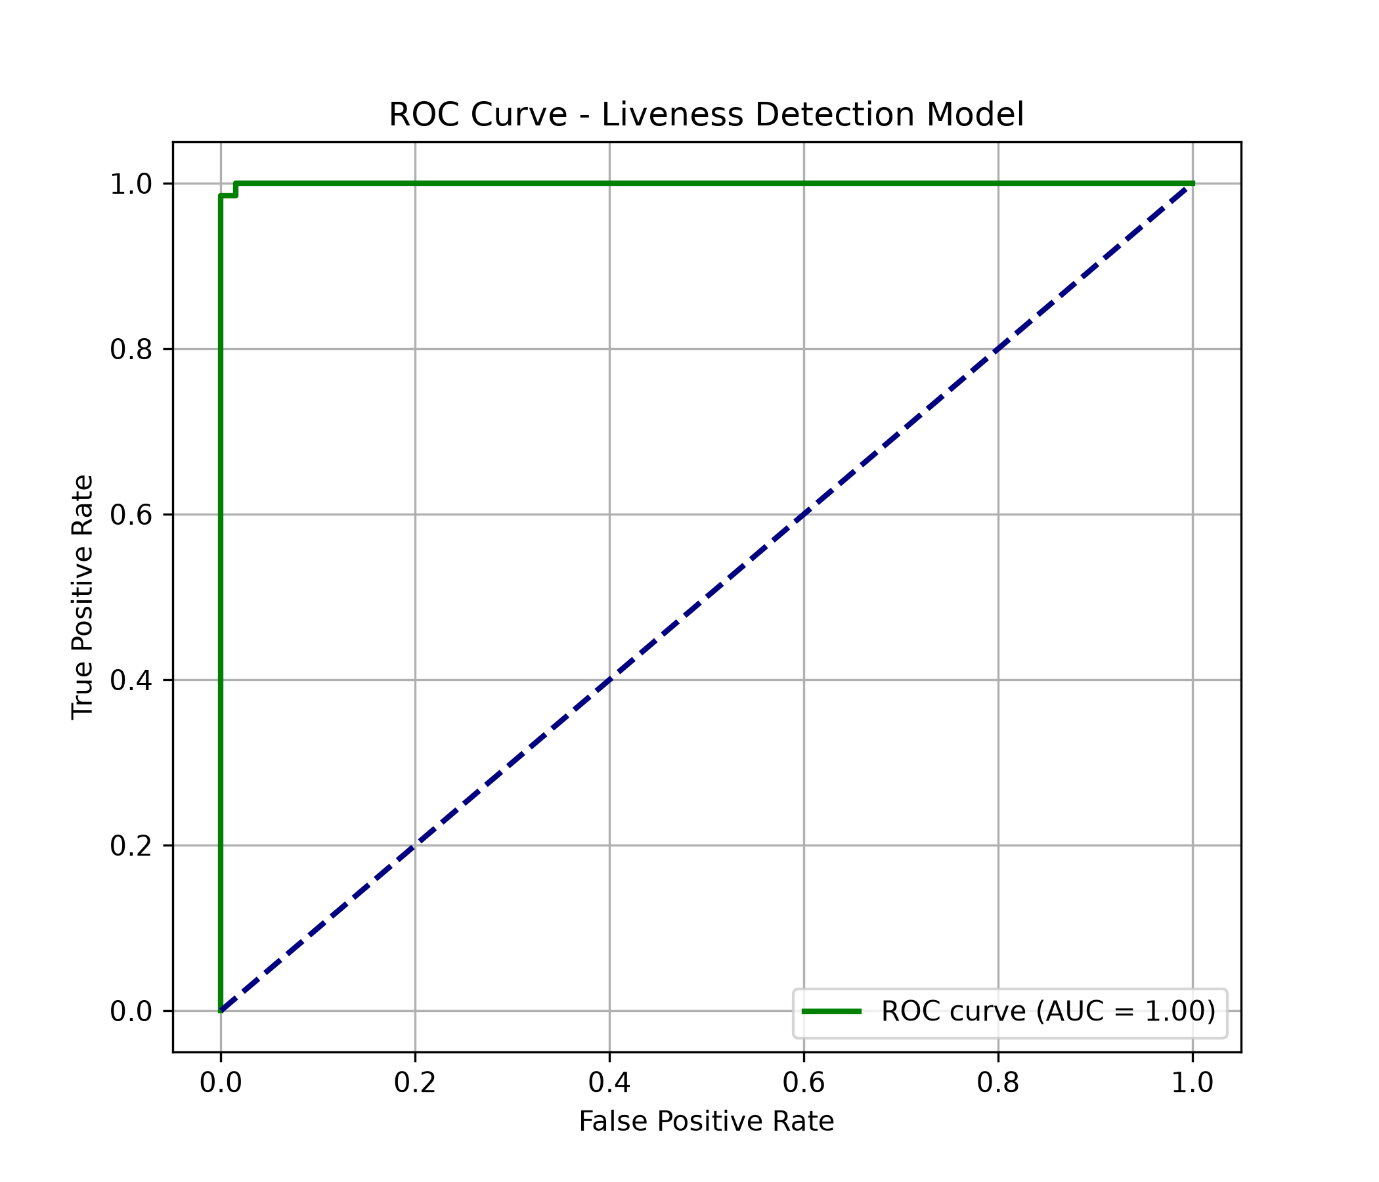 ROC Curve - Liveness Detection Model
1.0
0.8
0.6
0.4
0.2
0.0
True Positive Rate
ROC curve (AUC = 1.00)
0.0 0.2 0.4 0.6 0.8 1.0
False Positive Rate